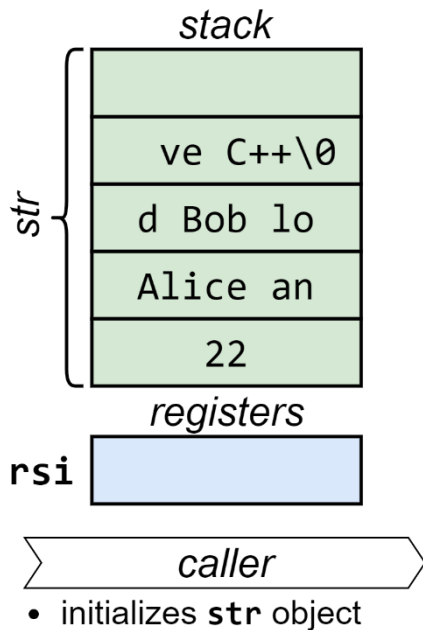 stack
str
ve C++\0
d Bob lo
Alice an
22
registers
rsi
caller
• initializes str object